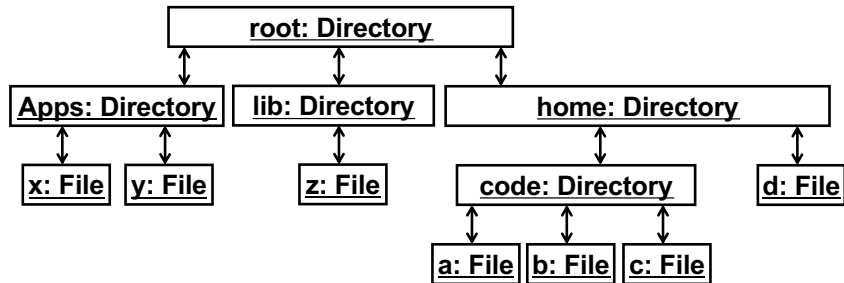 root: Directory
Apps: Directory
lib: Directory
home: Directory
x: File
y: File
z: File
code: Directory
d: File
a: File
b: File
c: File